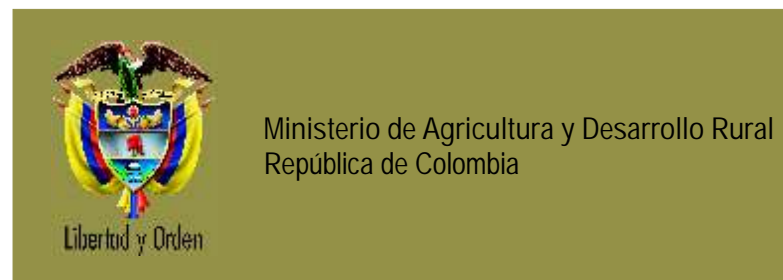 Ministerio de Agricultura y Desarrollo Rural
República de Colombia
Libertad y Orden